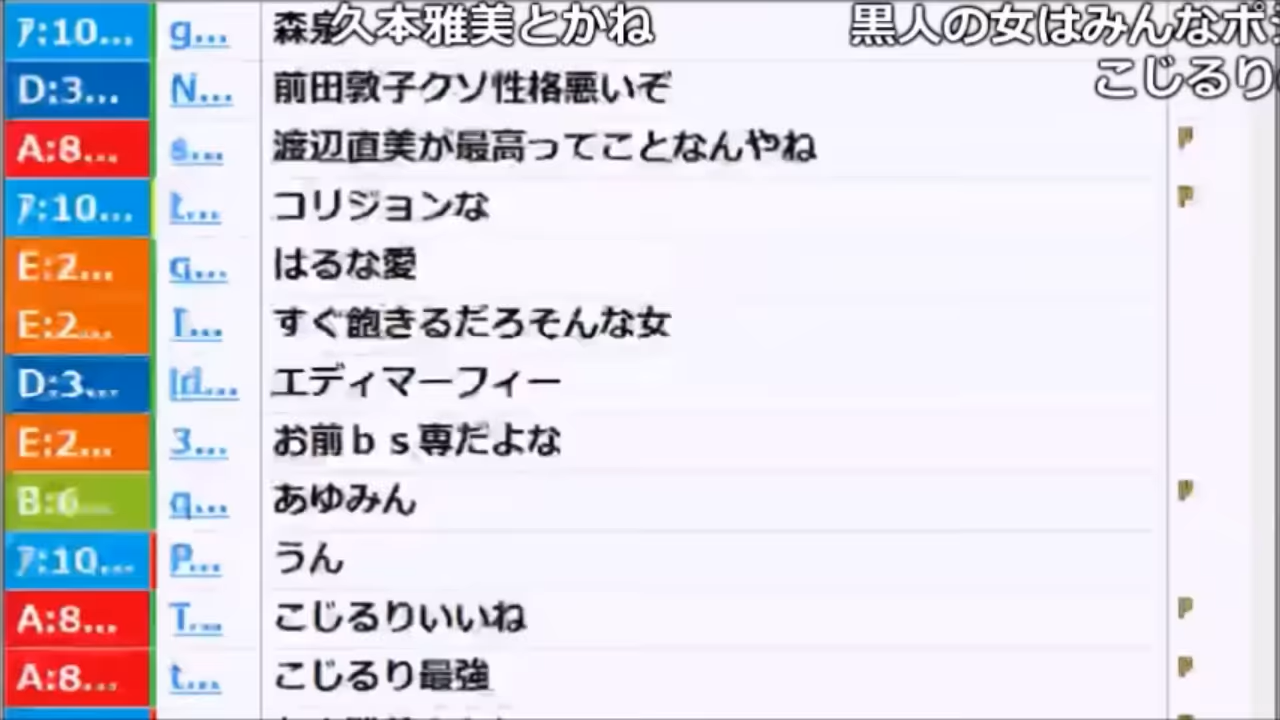 久本雅美とかね 黒人の女はみんなポジ
こじるり
ｱ:10... g... 森泉
D:3... N... 前田敦子クソ性格悪いぞ
A:8... s... 渡辺直美が最高ってことなんやね P
ｱ:10... t... コリジョンな P
E:2... g... はるな愛
E:2... T... すぐ飽きるだろそんな女
D:3... エディマーフィー
E:2... 3... お前ｂｓ専だよな
B:6... q... あゆみん P
ｱ:10... P... うん
A:8... T... こじるりいいね P
A:8... t... こじるり最強 P